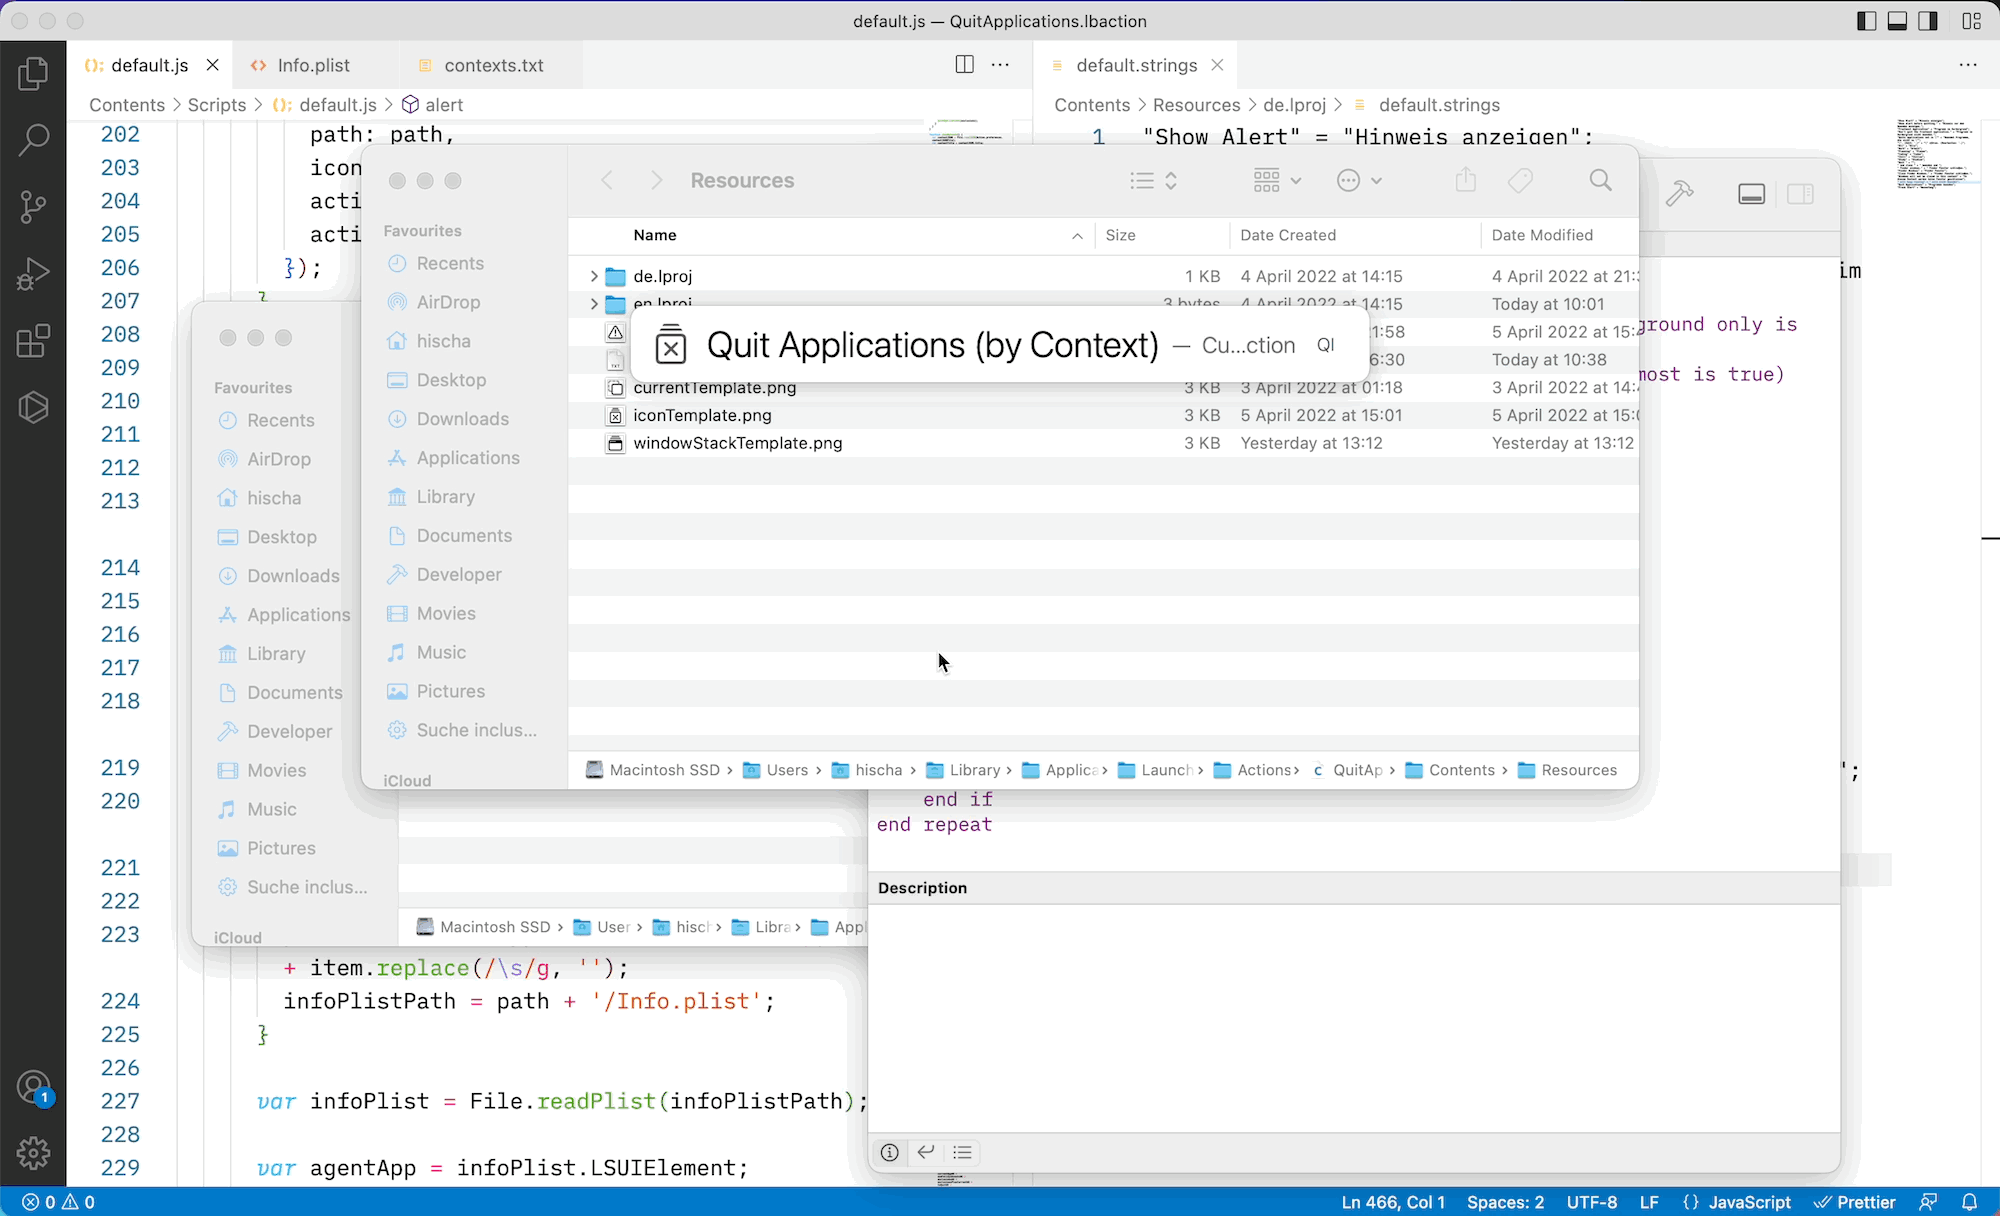 default.js — QuitApplications.lbaction
default.js
Info.plist
contexts.txt
default.strings
Contents > Scripts > default.js > alert
Contents > Resources > de.lproj > default.strings
202 path: path,
1 "Show Alert" = "Hinweis anzeigen";
203 icon
204 acti
205 acti
206 });
207 }
208
209
210
211
212
213
214
215
216
217
218
219
220
221
222
223
+ item.replace(/\s/g, '');
224 infoPlistPath = path + '/Info.plist';
225 }
226
227 var infoPlist = File.readPlist(infoPlistPath);
228
229 var agentApp = infoPlist.LSUIElement;
Resources
Favourites
Recents
AirDrop
hischa
Desktop
Downloads
Applications
Library
Documents
Developer
Movies
Music
Pictures
Suche inclus...
iCloud
Name Size Date Created Date Modified
de.lproj 1 KB 4 April 2022 at 14:15 4 April 2022 at 21:
en.lproj 3 bytes 4 April 2022 at 14:15 Today at 10:01
1:58 5 April 2022 at 15:
6:30 Today at 10:38
currentTemplate.png 3 KB 3 April 2022 at 01:18 3 April 2022 at 14:
iconTemplate.png 3 KB 5 April 2022 at 15:01 5 April 2022 at 15:
windowStackTemplate.png 3 KB Yesterday at 13:12 Yesterday at 13:12
Quit Applications (by Context) — Cu...ction QI
Macintosh SSD > Users > hischa > Library > Applica > Launch > Actions > QuitAp > Contents > Resources
Favourites
Recents
AirDrop
hischa
Desktop
Downloads
Applications
Library
Documents
Developer
Movies
Music
Pictures
Suche inclus...
iCloud
Macintosh SSD > User > hisch > Libra > Appl
im
ground only is
most is true)
';
end if
end repeat
Description
1
0 0
Ln 466, Col 1 Spaces: 2 UTF-8 LF {} JavaScript Prettier